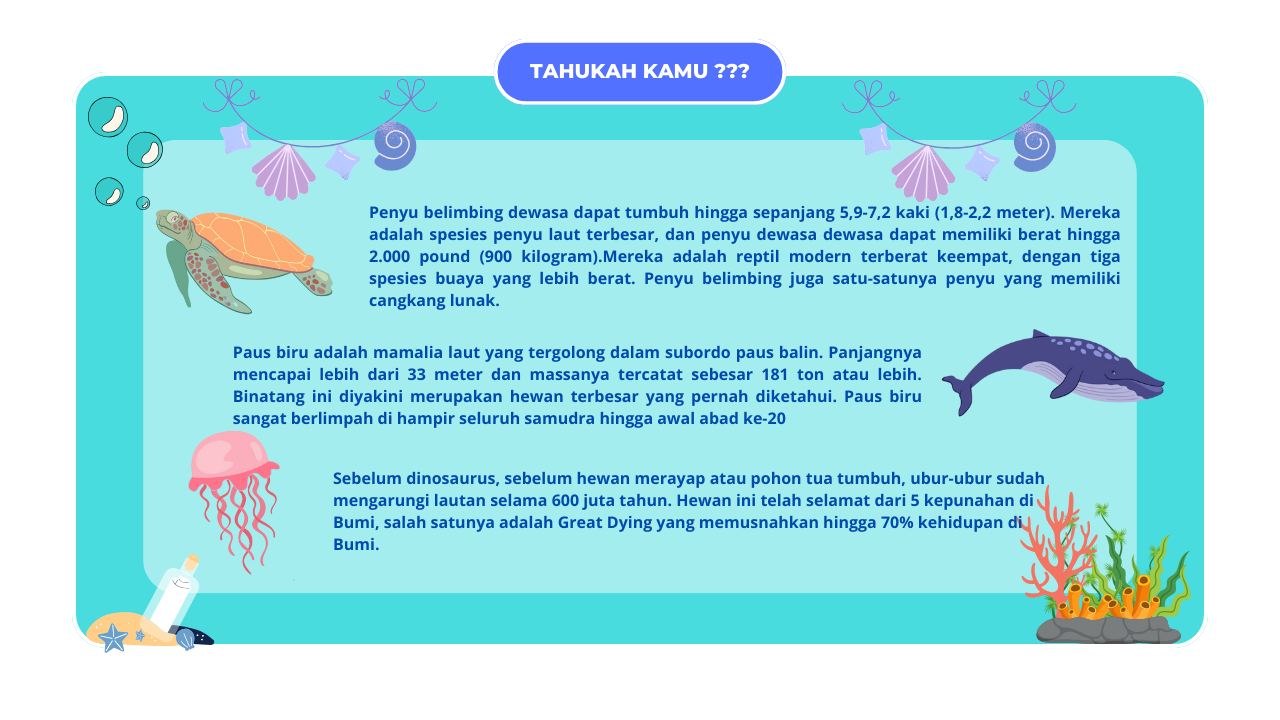 TAHUKAH KAMU ???
Penyu belimbing dewasa dapat tumbuh hingga sepanjang 5,9-7,2 kaki (1,8-2,2 meter). Mereka
adalah spesies penyu laut terbesar, dan penyu dewasa dewasa dapat memiliki berat hingga
2.000 pound (900 kilogram).Mereka adalah reptil modern terberat keempat, dengan tiga
spesies buaya yang lebih berat. Penyu belimbing juga satu-satunya penyu yang memiliki
cangkang lunak.
Paus biru adalah mamalia laut yang tergolong dalam subordo paus balin. Panjangnya
mencapai lebih dari 33 meter dan massanya tercatat sebesar 181 ton atau lebih.
Binatang ini diyakini merupakan hewan terbesar yang pernah diketahui. Paus biru
sangat berlimpah di hampir seluruh samudra hingga awal abad ke-20
Sebelum dinosaurus, sebelum hewan merayap atau pohon tua tumbuh, ubur-ubur sudah
mengarungi lautan selama 600 juta tahun. Hewan ini telah selamat dari 5 kepunahan di
Bumi, salah satunya adalah Great Dying yang memusnahkan hingga 70% kehidupan di
Bumi.